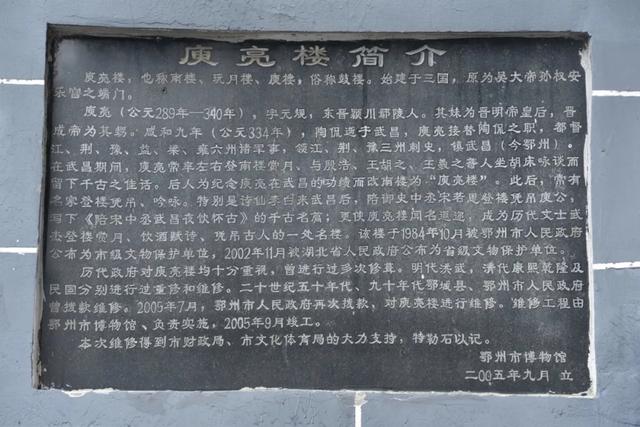 庾亮楼简介
庾亮楼，也称南楼、玩月楼、庾楼，俗称鼓楼。始建于三国，原为吴大帝孙权安
乐宫之端门。
庾亮（公元289年—340年），字元规，东晋颍川鄢陵人。其妹为晋明帝皇后，晋
成帝为其甥。咸和九年（公元334年），陶侃逝于武昌，庾亮接替陶侃之职，都督
江、荆、豫、益、梁、雍六州诸军事，领江、荆、豫三州刺史，镇武昌（今鄂州）。
在武昌期间，庾亮常率左右登南楼赏月、与殷浩、王胡之、王羲之等人坐胡床咏谈而
留下千古之佳话。后人为纪念庾亮在武昌的功绩而改南楼为“庾亮楼”。此后，常有
名家登楼凭吊、吟咏。特别是诗仙李白来武昌后，陪御史中丞宋若思登楼凭吊庾公，
写下《陪宋中丞武昌夜饮怀古》的千古名篇；更使庾亮楼闻名遐迩，成为历代文士武
杰登楼赏月、饮酒赋诗、凭吊古人的一处名楼。该楼于1984年10月被鄂州市人民政府
公布为市级文物保护单位，2002年11月被湖北省人民政府公布为省级文物保护单位。
历代政府对庾亮楼均十分重视，曾进行过多次修葺。明代洪武，清代康熙乾隆及
民国分别进行过重修和维修。二十世纪五十年代、九十年代鄂城县、鄂州市人民政府
曾拨款维修。2005年7月，鄂州市人民政府再次拨款、对庾亮楼进行维修。维修工程由
鄂州市博物馆、负责实施，2005年9月竣工。
本次维修得到市财政局、市文化体育局的大力支持，特勒石以记。
鄂州市博物馆
二〇〇五年九月 立